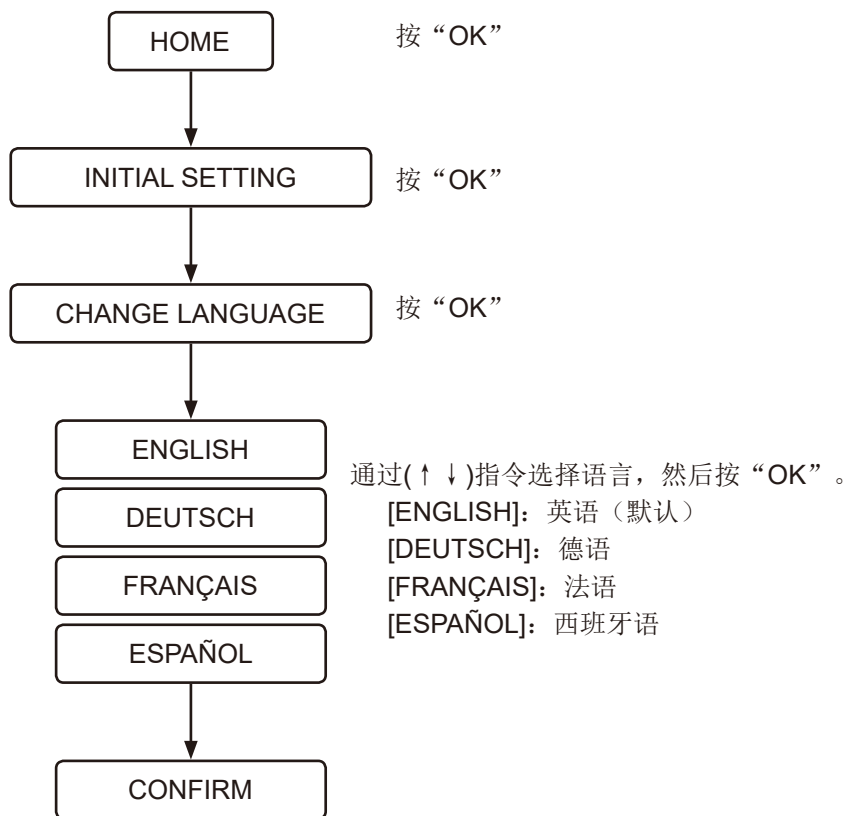 HOME
按“OK”
INITIAL SETTING
按“OK”
CHANGE LANGUAGE
按“OK”
ENGLISH
DEUTSCH
FRANÇAIS
ESPAÑOL
通过(↑↓)指令选择语言，然后按“OK”。
[ENGLISH]：英语（默认）
[DEUTSCH]：德语
[FRANÇAIS]：法语
[ESPAÑOL]：西班牙语
CONFIRM